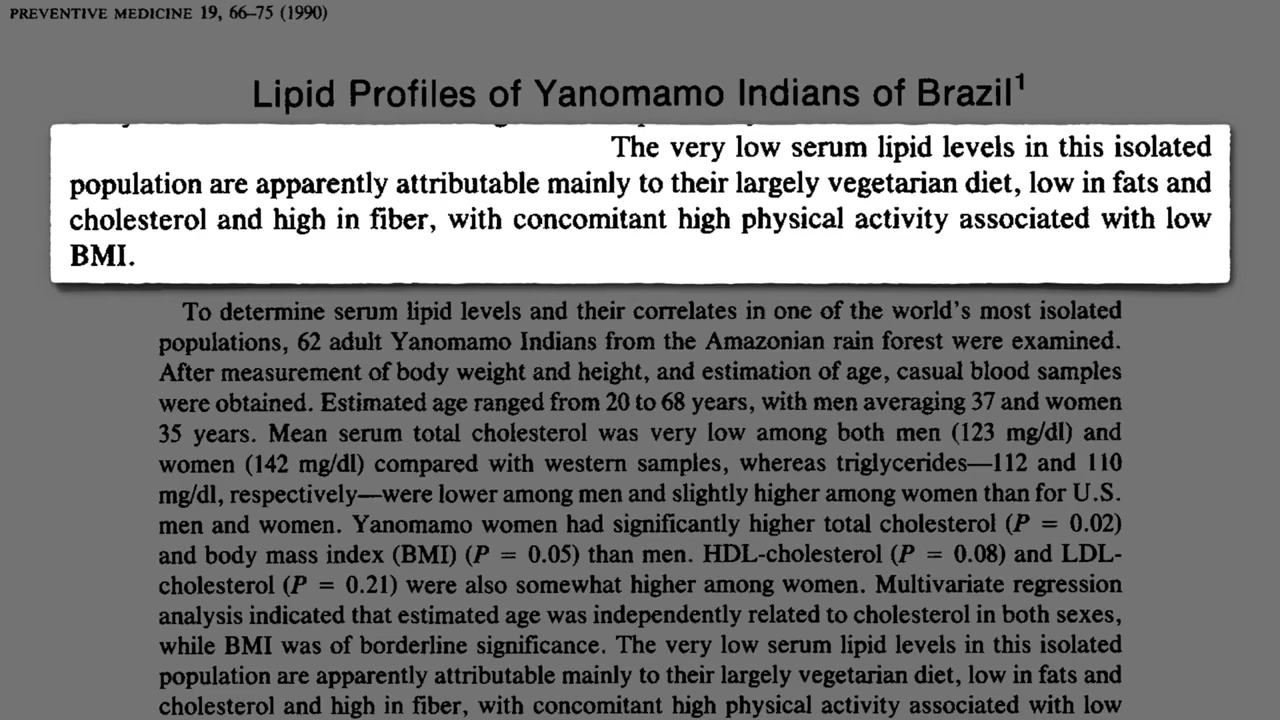 PREVENTIVE MEDICINE 19, 66–75 (1990)
Lipid Profiles of Yanomamo Indians of Brazil¹
The very low serum lipid levels in this isolated
population are apparently attributable mainly to their largely vegetarian diet, low in fats and
cholesterol and high in fiber, with concomitant high physical activity associated with low
BMI.
To determine serum lipid levels and their correlates in one of the world's most isolated
populations, 62 adult Yanomamo Indians from the Amazonian rain forest were examined.
After measurement of body weight and height, and estimation of age, casual blood samples
were obtained. Estimated age ranged from 20 to 68 years, with men averaging 37 and women
35 years. Mean serum total cholesterol was very low among both men (123 mg/dl) and
women (142 mg/dl) compared with western samples, whereas triglycerides—112 and 110
mg/dl, respectively—were lower among men and slightly higher among women than for U.S.
men and women. Yanomamo women had significantly higher total cholesterol (P = 0.02)
and body mass index (BMI) (P = 0.05) than men. HDL-cholesterol (P = 0.08) and LDL-
cholesterol (P = 0.21) were also somewhat higher among women. Multivariate regression
analysis indicated that estimated age was independently related to cholesterol in both sexes,
while BMI was of borderline significance. The very low serum lipid levels in this isolated
population are apparently attributable mainly to their largely vegetarian diet, low in fats and
cholesterol and high in fiber, with concomitant high physical activity associated with low